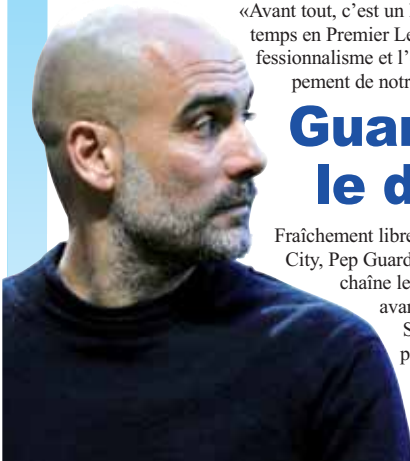 «Avant tout, c’est un
temps en Premier Le
fessionnalisme et l’
pement de notr
Guar
le d
Fraîchement libre
City, Pep Guard
chaîne le
avan
S
p